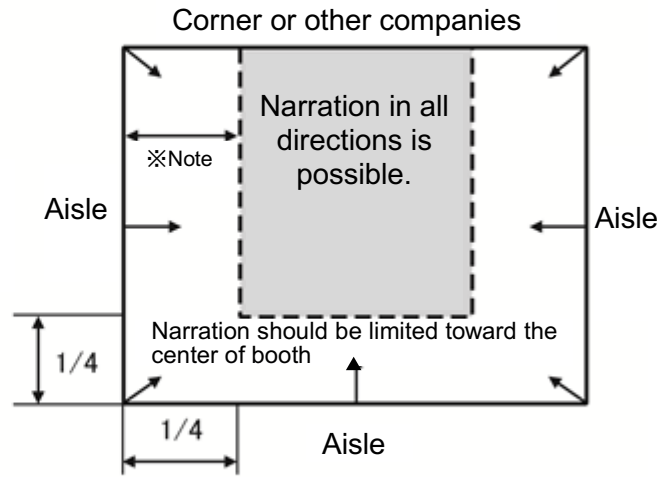 Corner or other companies
Narration in all
directions is
possible.
※Note
Aisle
Aisle
Narration should be limited toward the
center of booth
1/4
1/4
Aisle